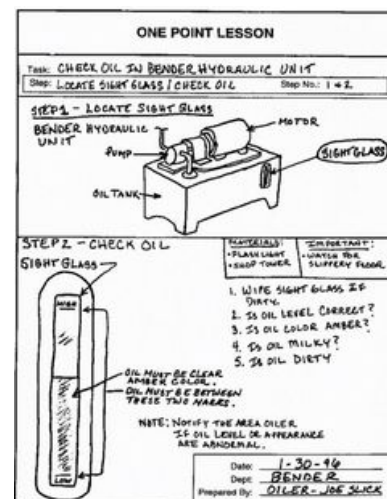 ONE POINT LESSON
Task: CHECK OIL IN BENDER HYDRAULIC UNIT
Step: LOCATE SIGHT GLASS / CHECK OIL Step No.: 1 & 2
STEP 1 - LOCATE SIGHT GLASS
BENDER HYDRAULIC
UNIT
MOTOR
PUMP
SIGHT GLASS
OIL TANK
STEP 2 - CHECK OIL
SIGHT GLASS
HIGH
OIL MUST BE CLEAR
AMBER COLOR.
OIL MUST BE BETWEEN
THESE TWO MARKS.
LOW
MATERIALS:
• FLASH LIGHT
• SHOP TOWER
IMPORTANT:
• WATCH FOR
SLIPPERY FLOOR
1. WIPE SIGHT GLASS IF
DIRTY.
2. IS OIL LEVEL CORRECT?
3. IS OIL COLOR AMBER?
4. IS OIL MILKY?
5. IS OIL DIRTY
NOTE: NOTIFY THE AREA OILER
IF OIL LEVEL OR APPEARANCE
ARE ABNORMAL.
Date: 1-30-96
Dept: BENDER
Prepared By: OILER - JOE SLICK